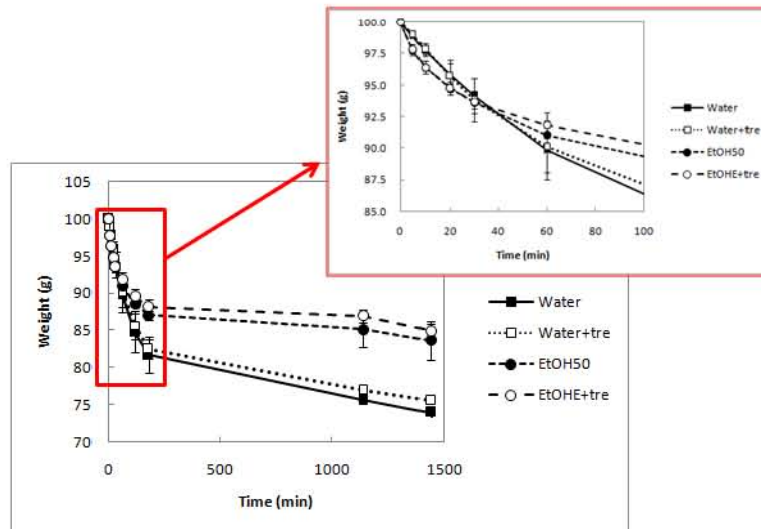 100.0
97.5
95.0
92.5
90.0
87.5
85.0
Weight (g)
0 20 40 60 80 100
Time (min)
Water
Water+tre
EtOH50
EtOHE+tre
105
100
95
90
85
80
75
70
Weight (g)
0 500 1000 1500
Time (min)
Water
Water+tre
EtOH50
EtOHE+tre